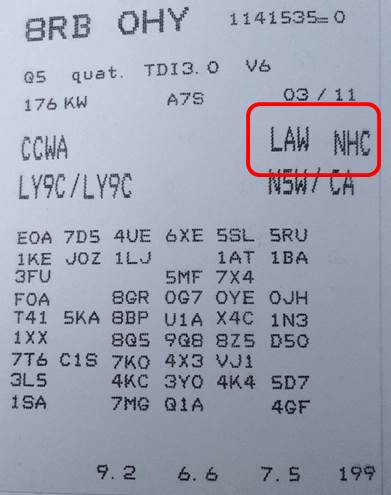 8RB 0HY 1141535=0
Q5 quat. TDI3.0 V6
176 KW A7S 03 / 11
CCWA LAW NHC
LY9C/LY9C N5W/ CA
E0A 7D5 4UE 6XE 5SL 5RU
1KE J0Z 1LJ 1AT 1BA
3FU 5MF 7X4
F0A 8GR 0G7 0YE 0JH
T41 5KA 8BP U1A X4C 1N3
1XX 8Q5 9Q8 8Z5 D50
7T6 C1S 7K0 4X3 VJ1
3L5 4KC 3Y0 4K4 5D7
1SA 7MG Q1A 4GF
9.2 6.6 7.5 199